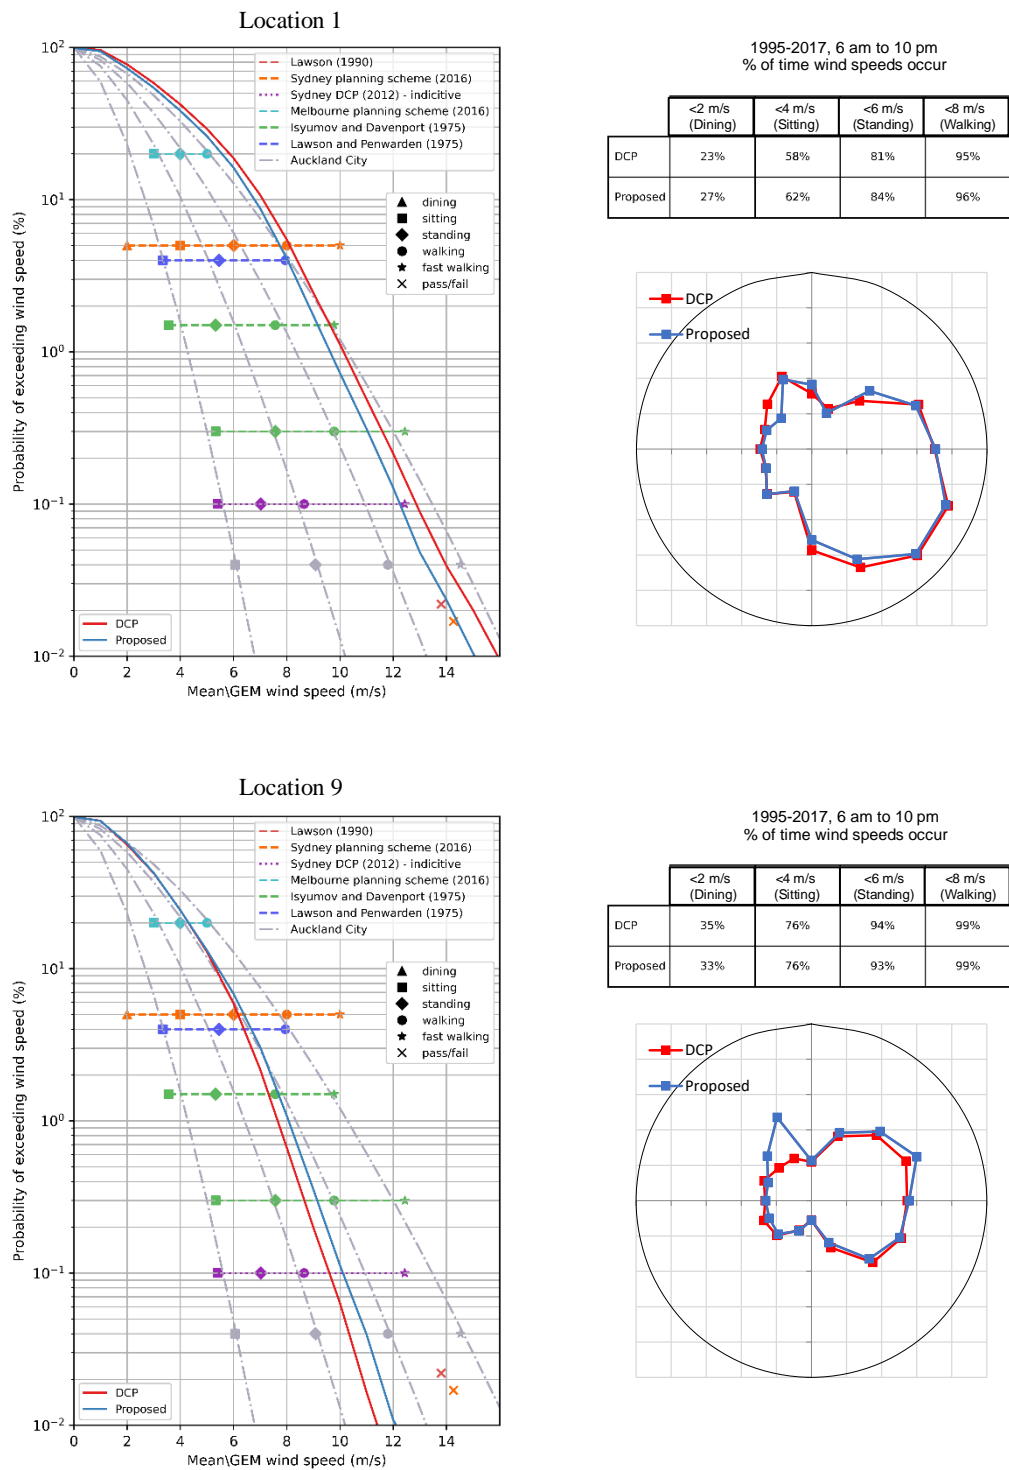 Location 1
10² 
10¹
10⁰
10⁻¹
10⁻²
Probability of exceeding wind speed (%)
0 2 4 6 8 10 12 14
Mean\GEM wind speed (m/s)
Lawson (1990)
Sydney planning scheme (2016)
Sydney DCP (2012) - indicitive
Melbourne planning scheme (2016)
Isyumov and Davenport (1975)
Lawson and Penwarden (1975)
Auckland City
dining
sitting
standing
walking
fast walking
pass/fail
DCP
Proposed
1995-2017, 6 am to 10 pm
% of time wind speeds occur
<2 m/s <4 m/s <6 m/s <8 m/s
(Dining) (Sitting) (Standing) (Walking)
DCP 23% 58% 81% 95%
Proposed 27% 62% 84% 96%
DCP
Proposed
Location 9
10²
10¹
10⁰
10⁻¹
10⁻²
Probability of exceeding wind speed (%)
0 2 4 6 8 10 12 14
Mean\GEM wind speed (m/s)
Lawson (1990)
Sydney planning scheme (2016)
Sydney DCP (2012) - indicitive
Melbourne planning scheme (2016)
Isyumov and Davenport (1975)
Lawson and Penwarden (1975)
Auckland City
dining
sitting
standing
walking
fast walking
pass/fail
DCP
Proposed
1995-2017, 6 am to 10 pm
% of time wind speeds occur
<2 m/s <4 m/s <6 m/s <8 m/s
(Dining) (Sitting) (Standing) (Walking)
DCP 35% 76% 94% 99%
Proposed 33% 76% 93% 99%
DCP
Proposed